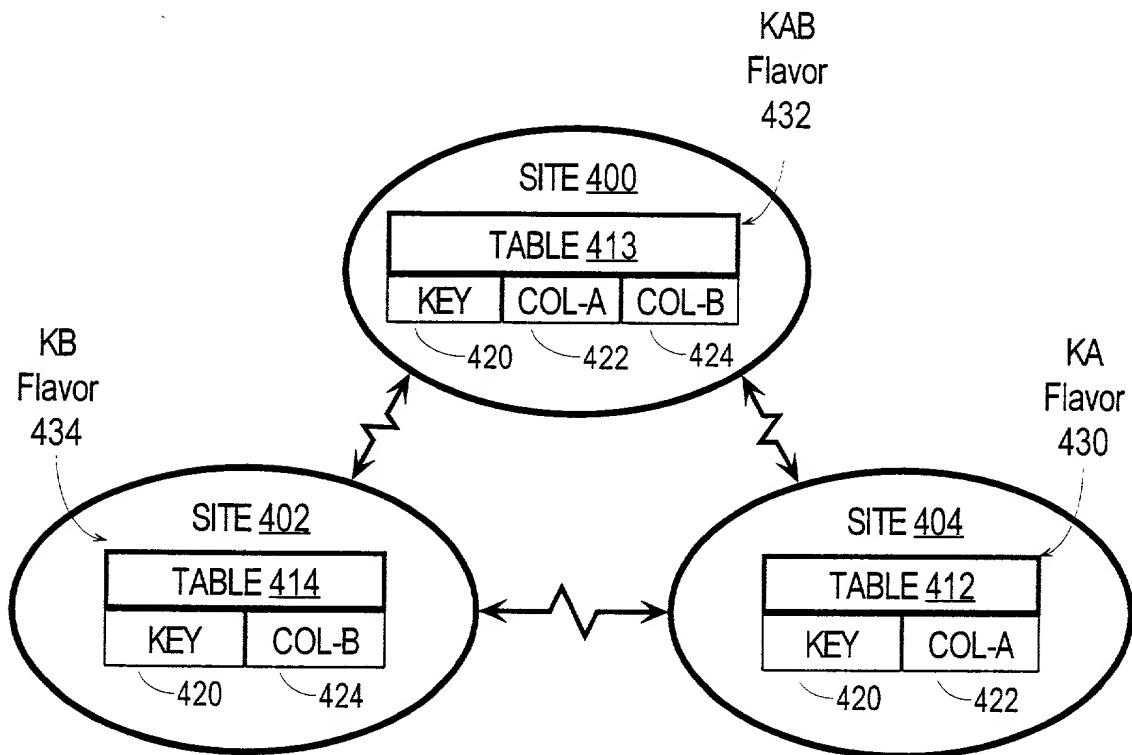 KAB
Flavor
432
SITE 400
TABLE 413
KEY COL-A COL-B
420 422 424
KB
Flavor
434
KA
Flavor
430
SITE 402
TABLE 414
KEY COL-B
420 424
SITE 404
TABLE 412
KEY COL-A
420 422